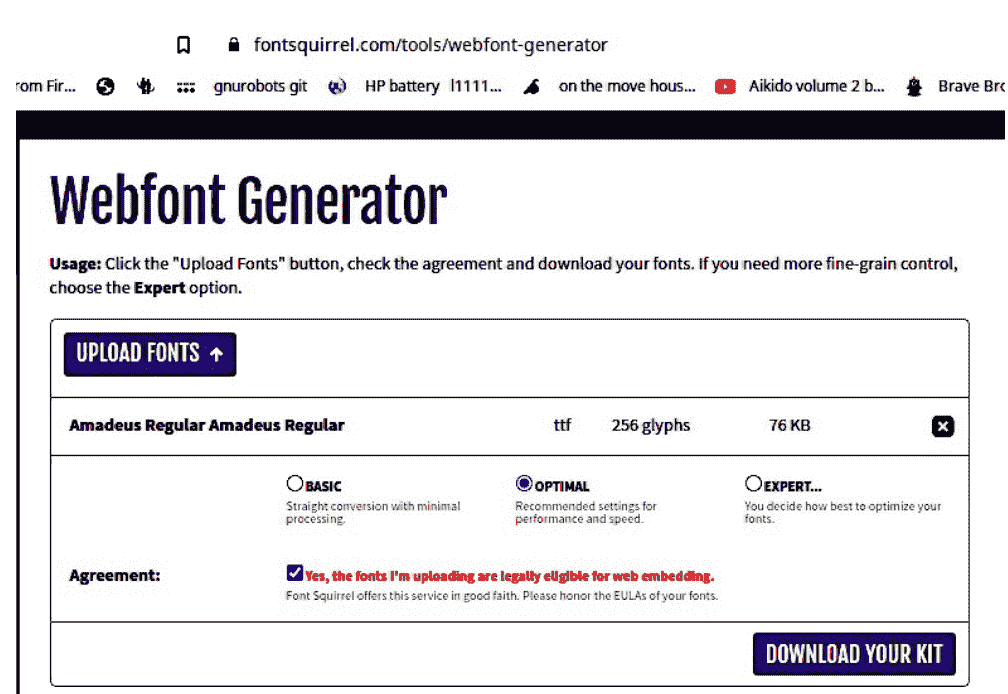 fontsquirrel.com/tools/webfont-generator
rom Fir... gnurobots git HP battery l1111... on the move hous... Aikido volume 2 b... Brave Bro
Webfont Generator
Usage: Click the "Upload Fonts" button, check the agreement and download your fonts. If you need more fine-grain control,
choose the Expert option.
UPLOAD FONTS
Amadeus Regular Amadeus Regular ttf 256 glyphs 76 KB
BASIC OPTIMAL EXPERT...
Straight conversion with minimal Recommended settings for You decide how best to optimize your
processing. performance and speed. fonts.
Agreement: Yes, the fonts I'm uploading are legally eligible for web embedding.
Font Squirrel offers this service in good faith. Please honor the EULAs of your fonts.
DOWNLOAD YOUR KIT